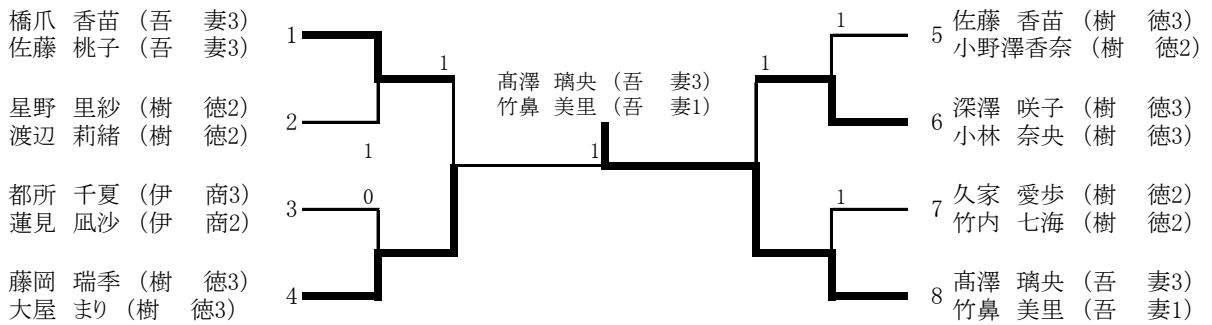 橋爪 香苗 (吾 妻3)
佐藤 桃子 (吾 妻3)
1
星野 里紗 (樹 徳2)
渡辺 莉緒 (樹 徳2)
2
都所 千夏 (伊 商3)
蓮見 凪沙 (伊 商2)
3
藤岡 瑞季 (樹 徳3)
大屋 まり (樹 徳3)
4
1
1
0
髙澤 璃央 (吾 妻3)
竹鼻 美里 (吾 妻1)
1
1
1
1
5
佐藤 香苗 (樹 徳3)
小野澤香奈 (樹 徳2)
6
深澤 咲子 (樹 徳3)
小林 奈央 (樹 徳3)
7
久家 愛歩 (樹 徳2)
竹内 七海 (樹 徳2)
8
髙澤 璃央 (吾 妻3)
竹鼻 美里 (吾 妻1)